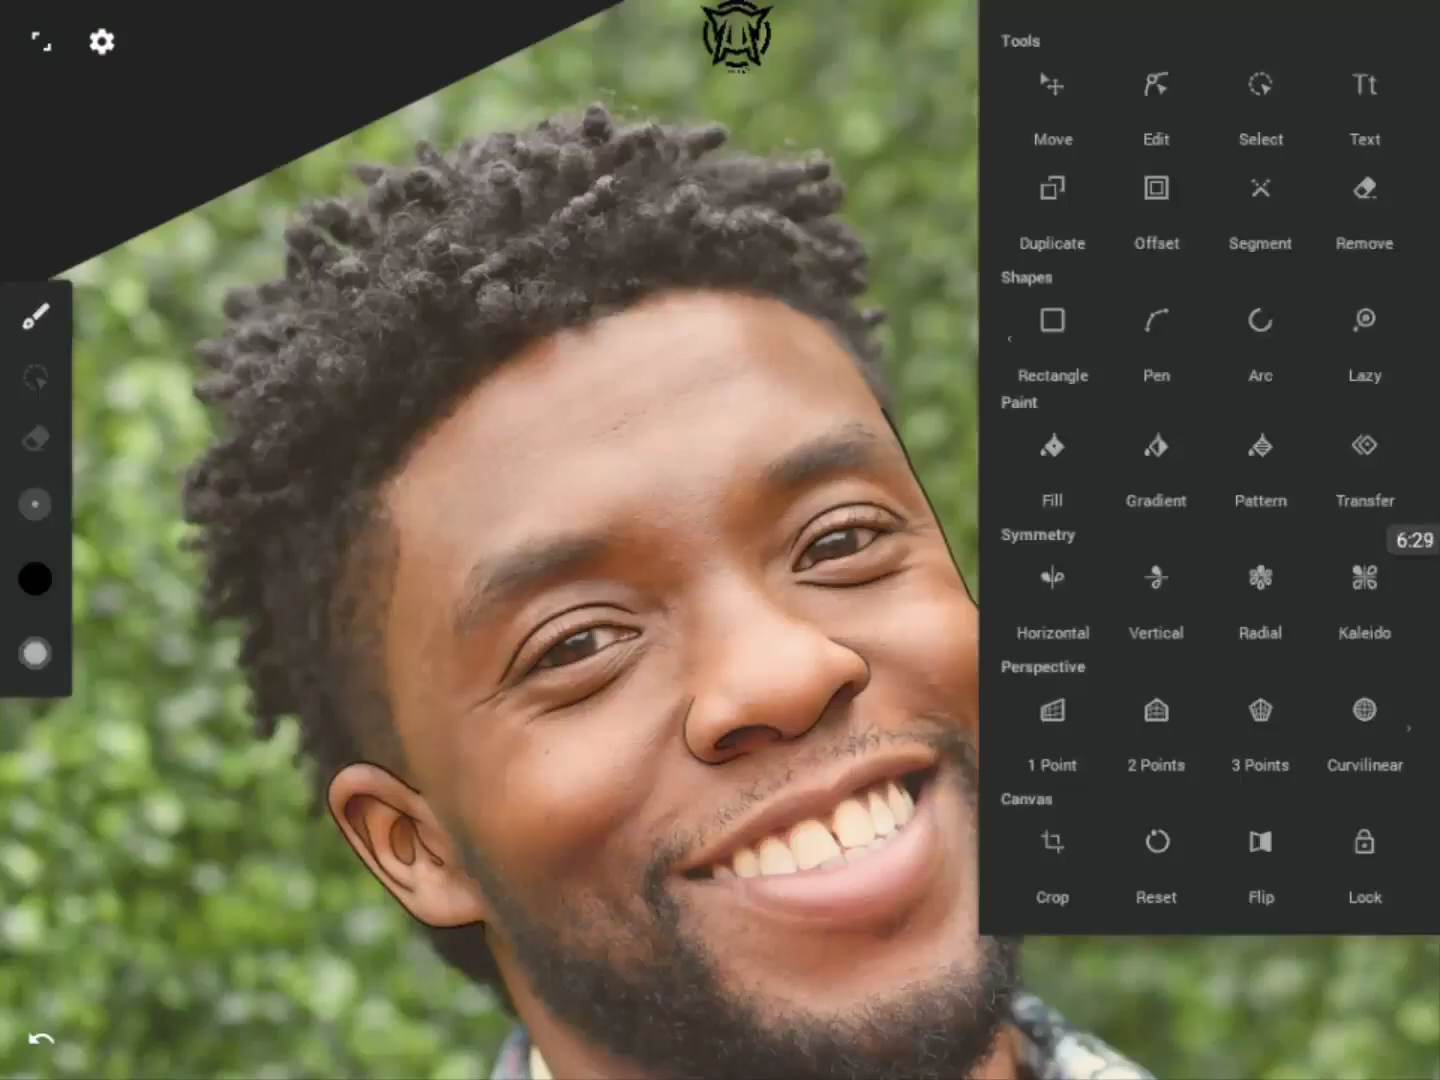 Tools
Move Edit Select Text
Duplicate Offset Segment Remove
Shapes
Rectangle Pen Arc Lazy
Paint
Fill Gradient Pattern Transfer
Symmetry
6:29
Horizontal Vertical Radial Kaleido
Perspective
1 Point 2 Points 3 Points Curvilinear
Canvas
Crop Reset Flip Lock